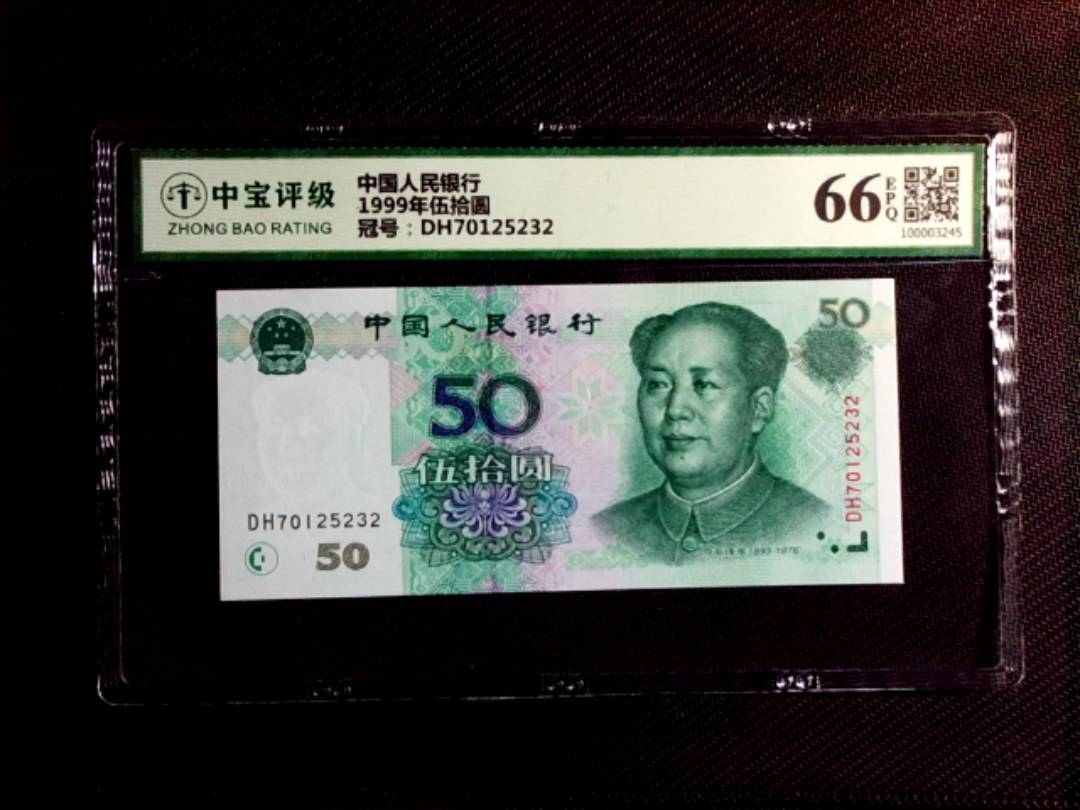 中宝评级
ZHONG BAO RATING
中国人民银行
1999年伍拾圆
冠号：DH70125232
66
EPQ
100003245
中国人民银行
50
50
伍拾圆
DH70125232
DH70125232
50